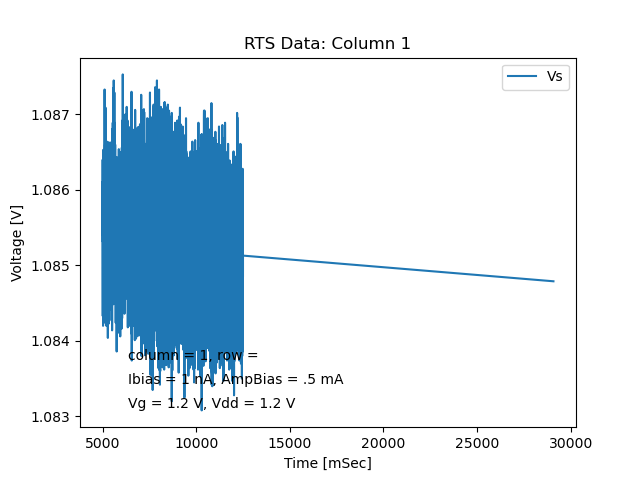 RTS Data: Column 1
Vs
1.087
1.086
1.085
1.084
1.083
Voltage [V]
column = 1, row =
Ibias = 1 nA, AmpBias = .5 mA
Vg = 1.2 V, Vdd = 1.2 V
5000 10000 15000 20000 25000 30000
Time [mSec]